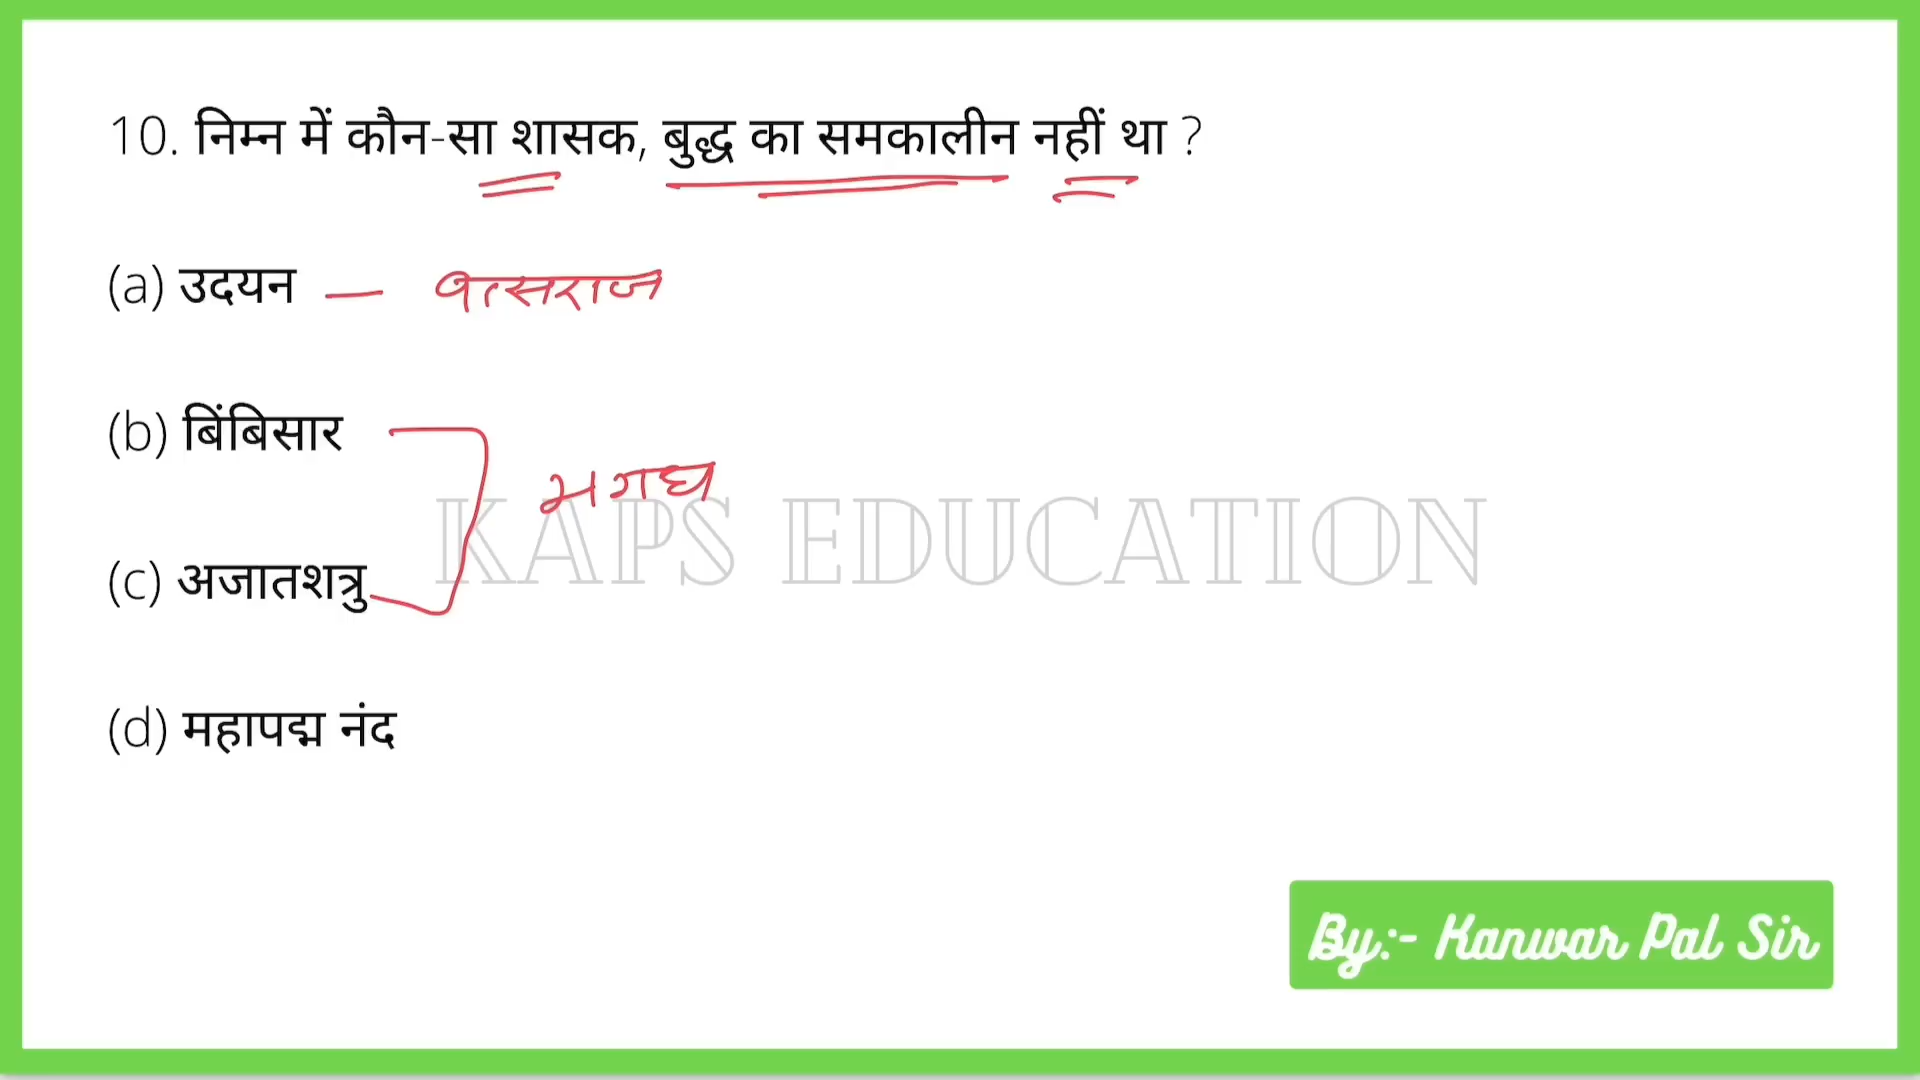 10. निम्न में कौन-सा शासक, बुद्ध का समकालीन नहीं था ?
(a) उदयन — वत्सराज
(b) बिंबिसार
मगध
KAPS EDUCATION
(c) अजातशत्रु
(d) महापद्म नंद
By:- Kanwar Pal Sir